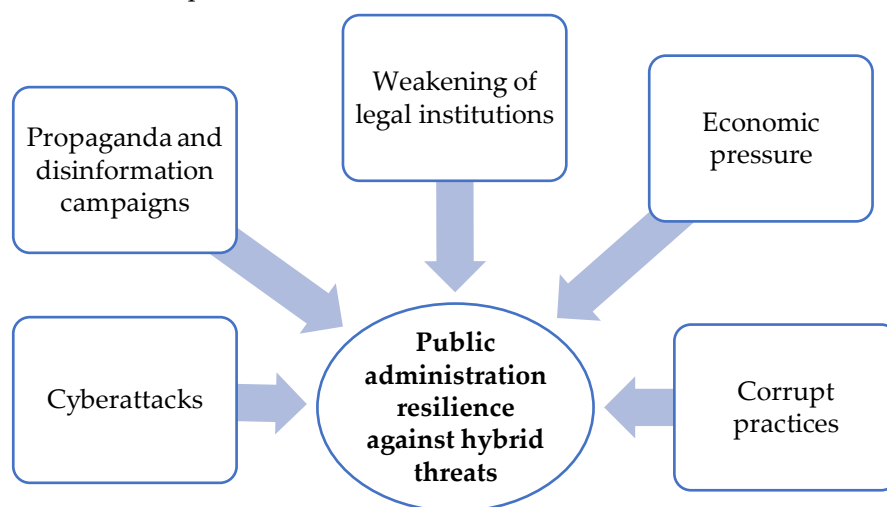 Weakening of
legal institutions
Propaganda and
disinformation
campaigns
Economic
pressure
Cyberattacks
Public
administration
resilience
against hybrid
threats
Corrupt
practices